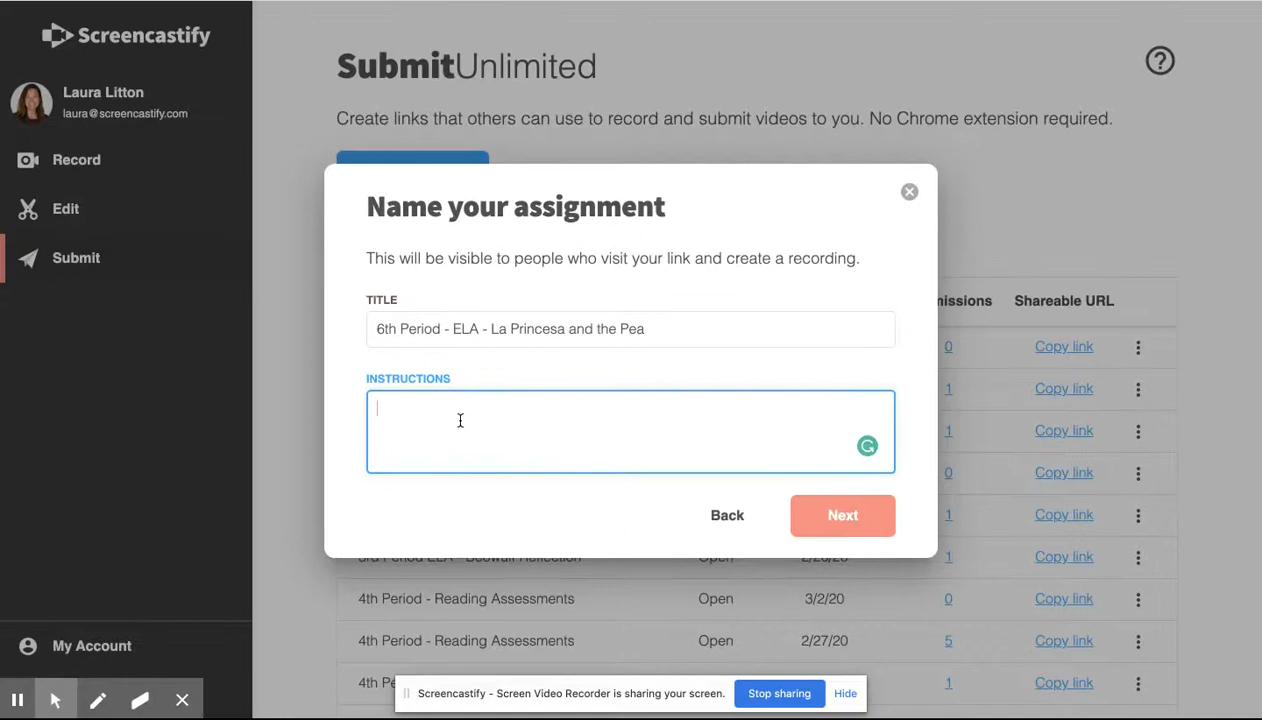 Screencastify
Laura Litton
laura@screencastify.com
Record
Edit
Submit
My Account
SubmitUnlimited
Create links that others can use to record and submit videos to you. No Chrome extension required.
Name your assignment
This will be visible to people who visit your link and create a recording.
TITLE
6th Period - ELA - La Princesa and the Pea
INSTRUCTIONS
Back
Next
missions Shareable URL
0 Copy link
1 Copy link
1 Copy link
0 Copy link
1 Copy link
1 Copy link
4th Period - Reading Assessments Open 3/2/20 0 Copy link
4th Period - Reading Assessments Open 2/27/20 5 Copy link
4th Pe 1 Copy link
Screencastify - Screen Video Recorder is sharing your screen. Stop sharing Hide